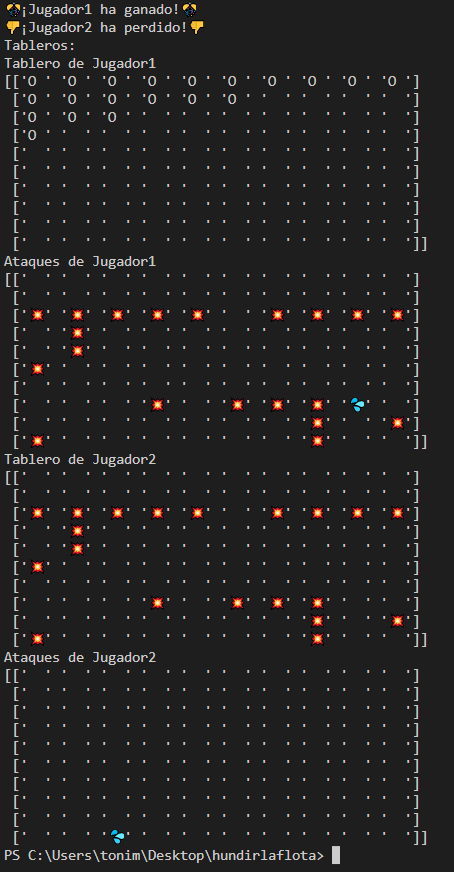 ¡Jugador1 ha ganado!
👎¡Jugador2 ha perdido!👎
Tableros:
Tablero de Jugador1
[['O ' 'O ' 'O ' 'O ' 'O ' 'O ' 'O ' 'O ' 'O ' 'O ']
 ['O ' 'O ' 'O ' 'O ' 'O ' 'O ' '  ' '  ' '  ' '  ']
 ['O ' 'O ' 'O ' '  ' '  ' '  ' '  ' '  ' '  ' '  ']
 ['O ' '  ' '  ' '  ' '  ' '  ' '  ' '  ' '  ' '  ']
 ['  ' '  ' '  ' '  ' '  ' '  ' '  ' '  ' '  ' '  ']
 ['  ' '  ' '  ' '  ' '  ' '  ' '  ' '  ' '  ' '  ']
 ['  ' '  ' '  ' '  ' '  ' '  ' '  ' '  ' '  ' '  ']
 ['  ' '  ' '  ' '  ' '  ' '  ' '  ' '  ' '  ' '  ']
 ['  ' '  ' '  ' '  ' '  ' '  ' '  ' '  ' '  ' '  ']
 ['  ' '  ' '  ' '  ' '  ' '  ' '  ' '  ' '  ' '  ']]
Ataques de Jugador1
[['  ' '  ' '  ' '  ' '  ' '  ' '  ' '  ' '  ' '  ']
 ['  ' '  ' '  ' '  ' '  ' '  ' '  ' '  ' '  ' '  ']
 ['💥' '💥' '💥' '💥' '💥' '  ' '💥' '💥' '💥' '💥']
 ['  ' '💥' '  ' '  ' '  ' '  ' '  ' '  ' '  ' '  ']
 ['  ' '💥' '  ' '  ' '  ' '  ' '  ' '  ' '  ' '  ']
 ['💥' '  ' '  ' '  ' '  ' '  ' '  ' '  ' '  ' '  ']
 ['  ' '  ' '  ' '  ' '  ' '  ' '  ' '  ' '  ' '  ']
 ['  ' '  ' '  ' '💥' '  ' '💥' '💥' '💥' '💦' '  ']
 ['  ' '  ' '  ' '  ' '  ' '  ' '  ' '💥' '  ' '💥']
 ['💥' '  ' '  ' '  ' '  ' '  ' '  ' '💥' '  ' '  ']]
Tablero de Jugador2
[['  ' '  ' '  ' '  ' '  ' '  ' '  ' '  ' '  ' '  ']
 ['  ' '  ' '  ' '  ' '  ' '  ' '  ' '  ' '  ' '  ']
 ['💥' '💥' '💥' '💥' '💥' '  ' '💥' '💥' '💥' '💥']
 ['  ' '💥' '  ' '  ' '  ' '  ' '  ' '  ' '  ' '  ']
 ['  ' '💥' '  ' '  ' '  ' '  ' '  ' '  ' '  ' '  ']
 ['💥' '  ' '  ' '  ' '  ' '  ' '  ' '  ' '  ' '  ']
 ['  ' '  ' '  ' '  ' '  ' '  ' '  ' '  ' '  ' '  ']
 ['  ' '  ' '  ' '💥' '  ' '💥' '💥' '💥' '  ' '  ']
 ['  ' '  ' '  ' '  ' '  ' '  ' '  ' '💥' '  ' '💥']
 ['💥' '  ' '  ' '  ' '  ' '  ' '  ' '💥' '  ' '  ']]
Ataques de Jugador2
[['  ' '  ' '  ' '  ' '  ' '  ' '  ' '  ' '  ' '  ']
 ['  ' '  ' '  ' '  ' '  ' '  ' '  ' '  ' '  ' '  ']
 ['  ' '  ' '  ' '  ' '  ' '  ' '  ' '  ' '  ' '  ']
 ['  ' '  ' '  ' '  ' '  ' '  ' '  ' '  ' '  ' '  ']
 ['  ' '  ' '  ' '  ' '  ' '  ' '  ' '  ' '  ' '  ']
 ['  ' '  ' '  ' '  ' '  ' '  ' '  ' '  ' '  ' '  ']
 ['  ' '  ' '  ' '  ' '  ' '  ' '  ' '  ' '  ' '  ']
 ['  ' '  ' '  ' '  ' '  ' '  ' '  ' '  ' '  ' '  ']
 ['  ' '  ' '  ' '  ' '  ' '  ' '  ' '  ' '  ' '  ']
 ['  ' '  ' '💦' '  ' '  ' '  ' '  ' '  ' '  ' '  ']]
PS C:\Users\tonim\Desktop\hundirlaflota>